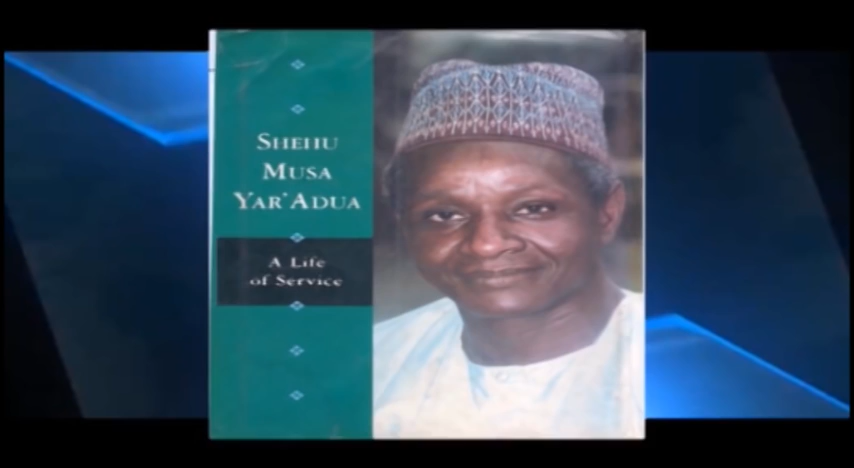 SHEHU
MUSA
YAR'ADUA
A Life
of Service